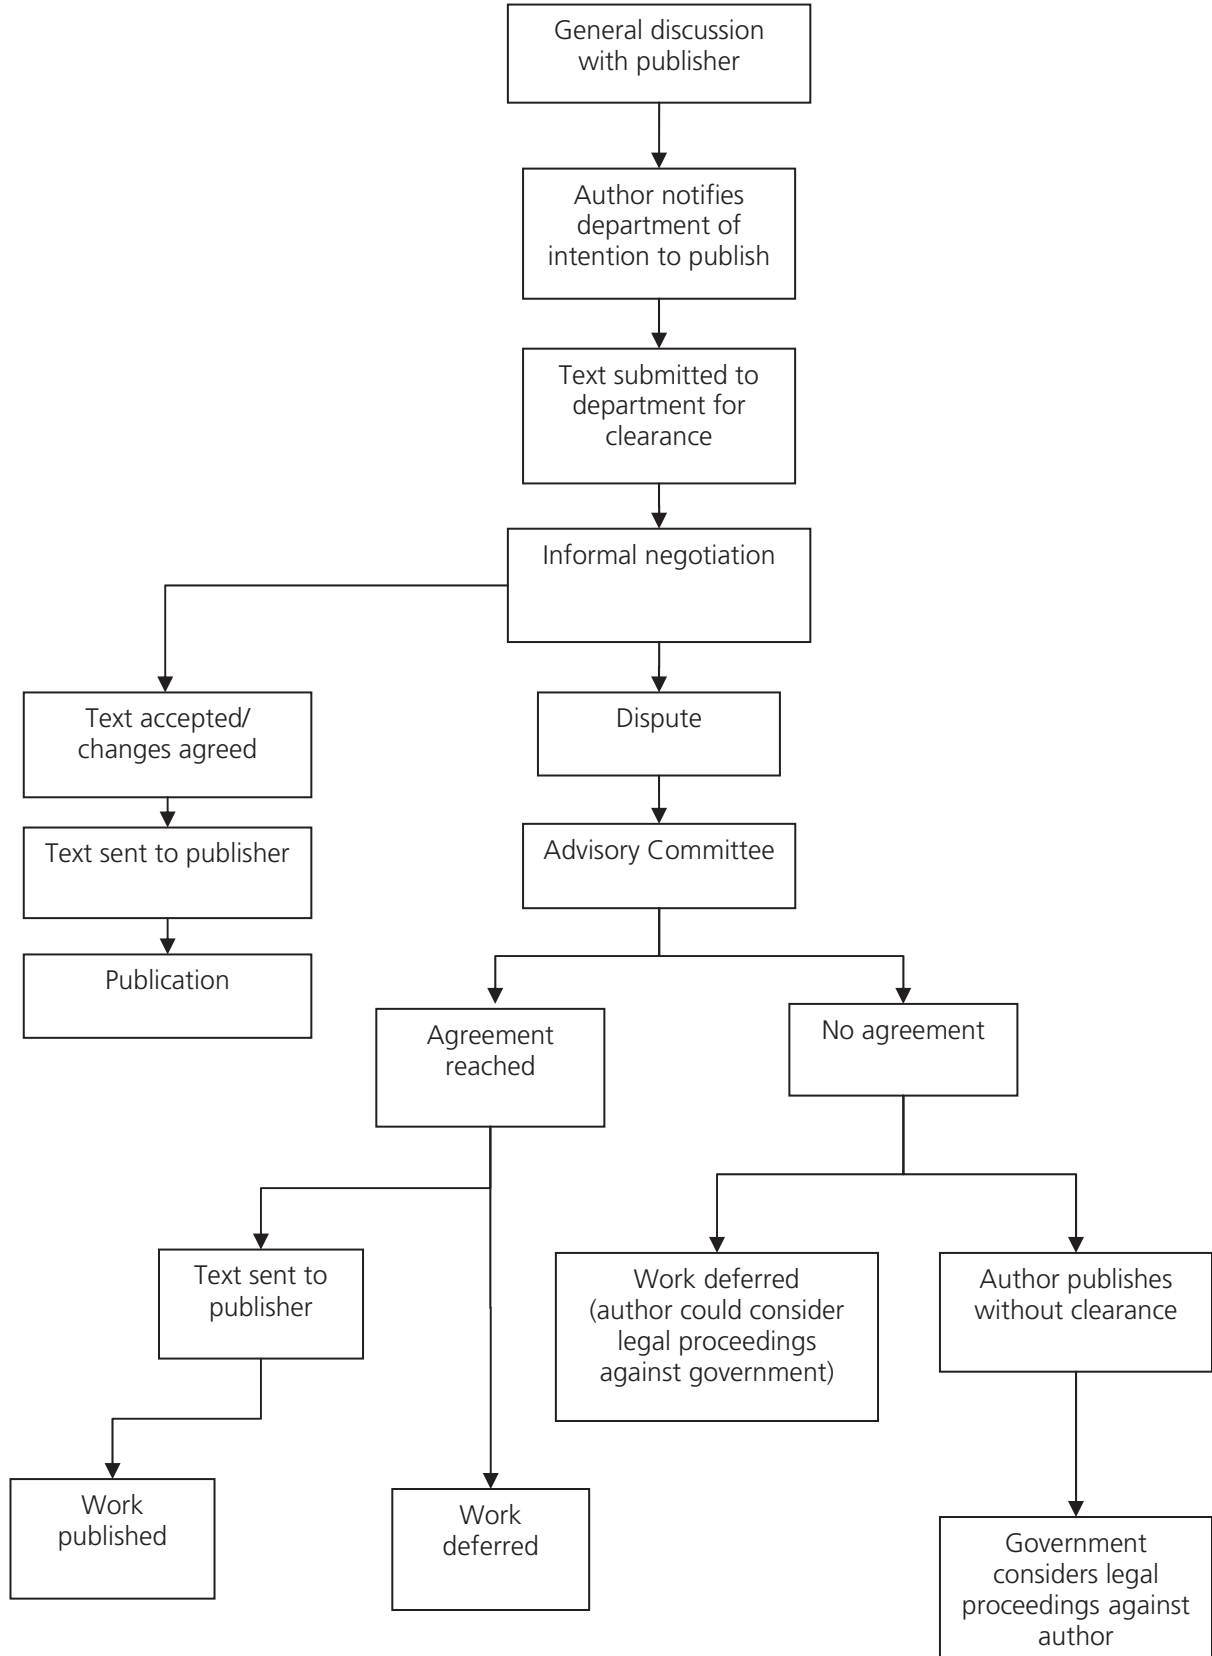 General discussion
with publisher
Author notifies
department of
intention to publish
Text submitted to
department for
clearance
Informal negotiation
Text accepted/
changes agreed
Dispute
Text sent to publisher
Advisory Committee
Publication
Agreement
reached
No agreement
Text sent to
publisher
Work deferred
(author could consider
legal proceedings
against government)
Author publishes
without clearance
Work
published
Work
deferred
Government
considers legal
proceedings against
author